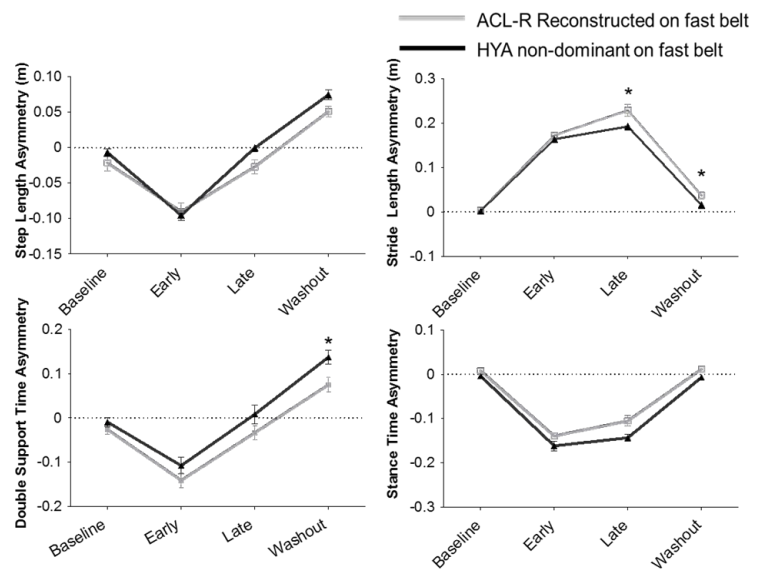 ACL-R Reconstructed on fast belt
HYA non-dominant on fast belt
Step Length Asymmetry (m)
0.10
0.05
0
-0.05
-0.10
-0.15
Baseline
Early
Late
Washout
Stride Length Asymmetry (m)
0.3
0.2
0.1
0
-0.1
*
*
Baseline
Early
Late
Washout
Double Support Time Asymmetry
0.2
0.1
0
-0.1
-0.2
*
Baseline
Early
Late
Washout
Stance Time Asymmetry
0.1
0
-0.1
-0.2
-0.3
Baseline
Early
Late
Washout